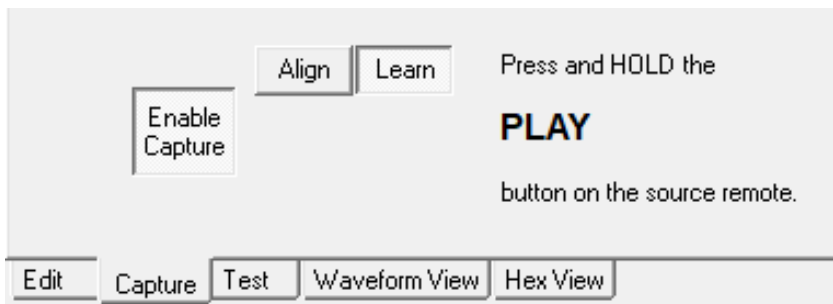 Align
Learn
Enable
Capture
Press and HOLD the
PLAY
button on the source remote.
Edit
Capture
Test
Waveform View
Hex View